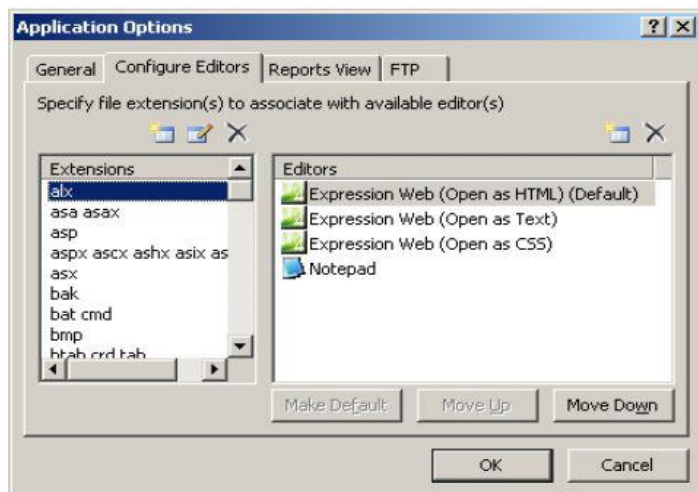 Application Options
General Configure Editors Reports View FTP
Specify file extension(s) to associate with available editor(s)
Extensions
alx
asa asax
asp
aspx ascx ashx asix as
asx
bak
bat cmd
bmp
btab crd tab
Editors
Expression Web (Open as HTML) (Default)
Expression Web (Open as Text)
Expression Web (Open as CSS)
Notepad
Make Default Move Up Move Down
OK Cancel